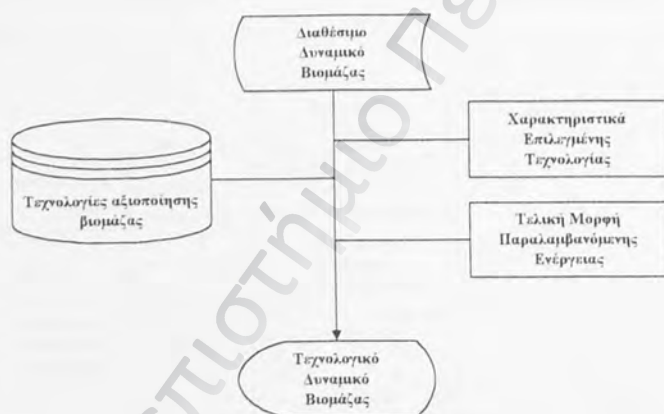 Διαθέσιμο
Δυναμικό
Βιομάζας
Χαρακτηριστικά
Επιλεγμένης
Τεχνολογίας
Τεχνολογίες αξιοποίησης
βιομάζας
Τελική Μορφή
Παραλαμβανόμενης
Ενέργειας
Τεχνολογικό
Δυναμικό
Βιομάζας